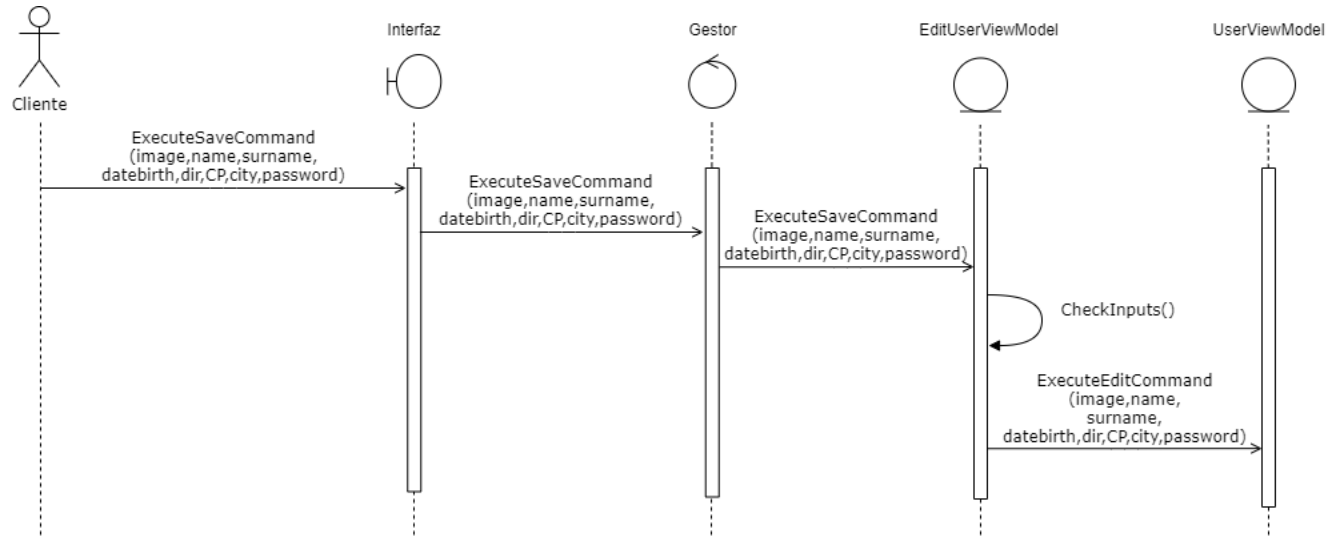 Interfaz
Gestor
EditUserViewModel
UserViewModel
Cliente
ExecuteSaveCommand
(image,name,surname,
datebirth,dir,CP,city,password)
ExecuteSaveCommand
(image,name,surname,
datebirth,dir,CP,city,password)
ExecuteSaveCommand
(image,name,surname,
datebirth,dir,CP,city,password)
CheckInputs()
ExecuteEditCommand
(image,name,
surname,
datebirth,dir,CP,city,password)